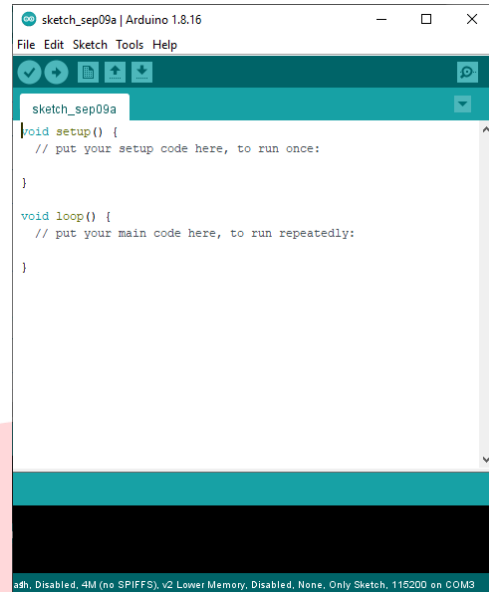 sketch_sep09a | Arduino 1.8.16
File Edit Sketch Tools Help
sketch_sep09a
void setup() {
// put your setup code here, to run once:
}
void loop() {
// put your main code here, to run repeatedly:
}
Disabled, 4M (no SPIFFS), v2 Lower Memory, Disabled, None, Only Sketch, 115200 on COM3